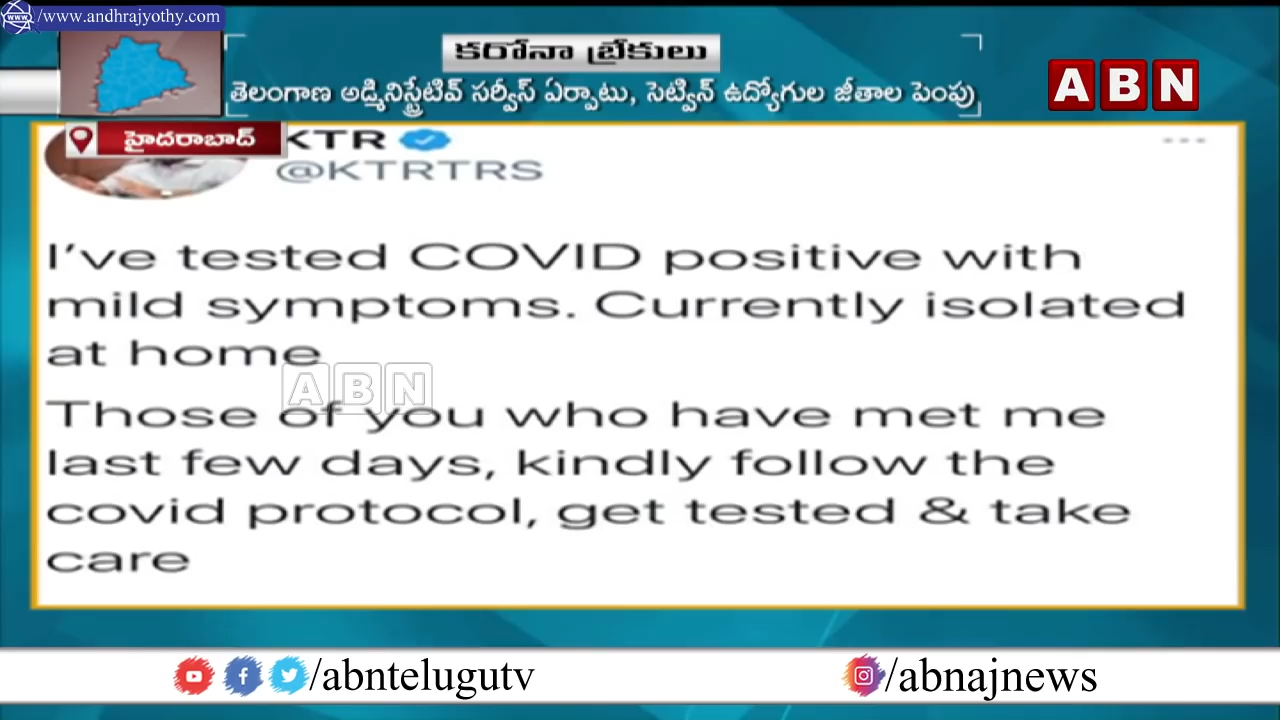 /www.andhrajyothy.com
కరోనా బ్రేకులు
తెలంగాణ అడ్మినిస్ట్రేటివ్ సర్వీస్ ఏర్పాటు, సెట్విన్ ఉద్యోగుల జీతాల పెంపు
ABN
హైదరాబాద్
KTR
@KTRTRS
I've tested COVID positive with
mild symptoms. Currently isolated
at home
ABN
Those of you who have met me
last few days, kindly follow the
covid protocol, get tested & take
care
/abntelugutv
/abnajnews